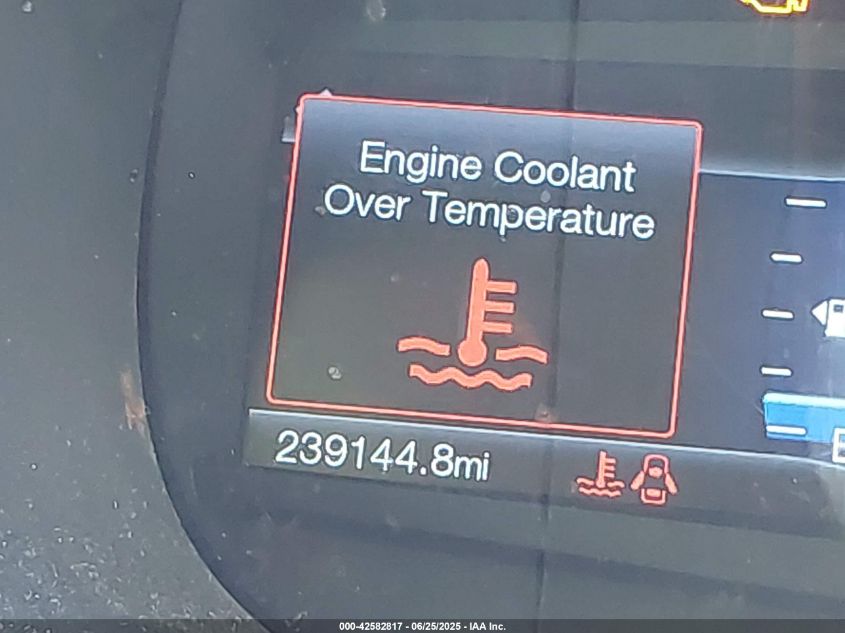 Engine Coolant
Over Temperature
239144.8mi
E
000-42582817 - 06/25/2025 - IAA Inc.